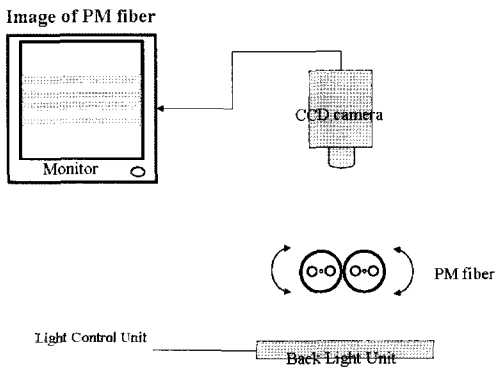 Image of PM fiber
CCD camera
Monitor
PM fiber
Light Control Unit
Back Light Unit